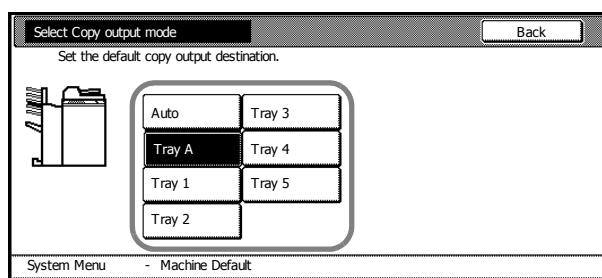 Select Copy output mode
Back
Set the default copy output destination.
Auto
Tray 3
Tray A
Tray 4
Tray 1
Tray 5
Tray 2
System Menu - Machine Default